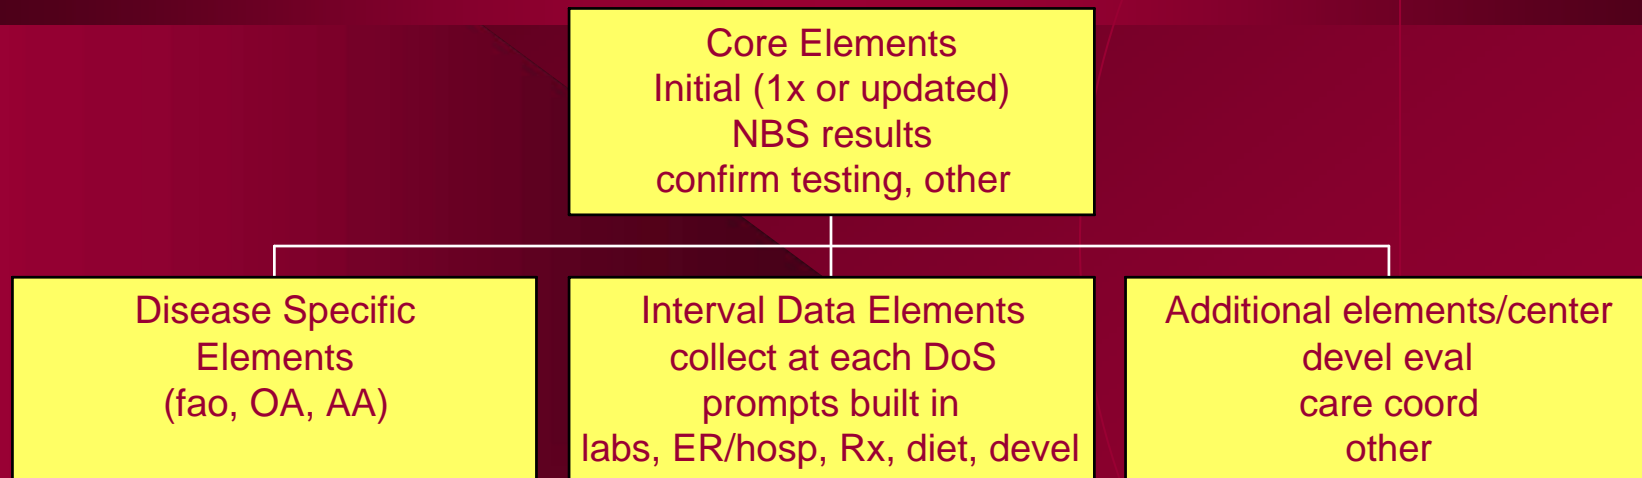 Core Elements
Initial (1x or updated)
NBS results
confirm testing, other
Disease Specific
Elements
(fao, OA, AA)
Interval Data Elements
collect at each DoS
prompts built in
labs, ER/hosp, Rx, diet, devel
Additional elements/center
devel eval
care coord
other